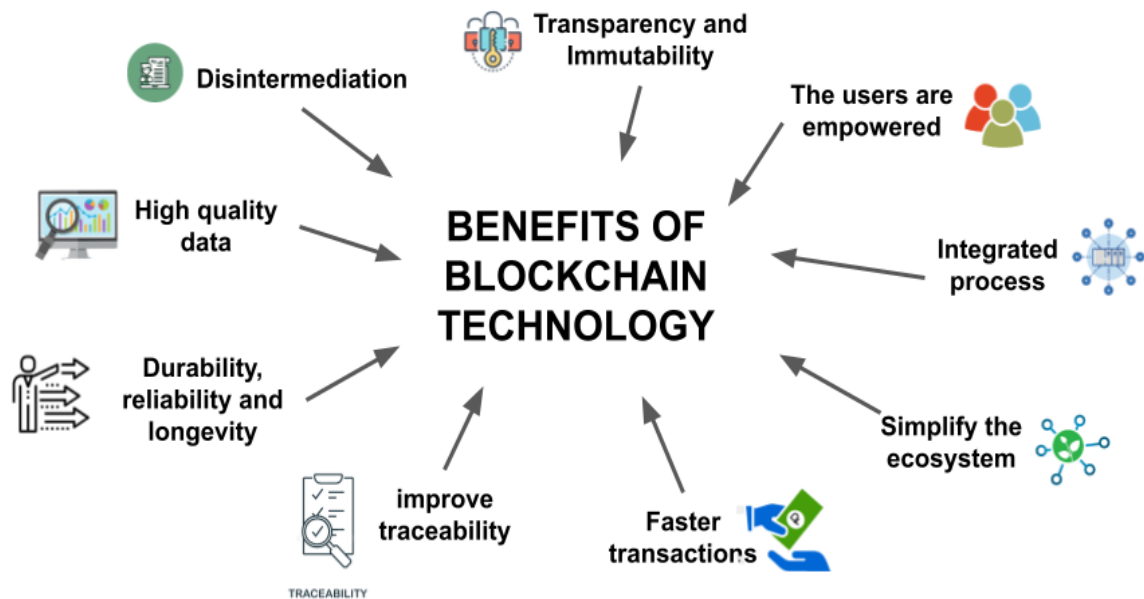 Transparency and
Immutability
Disintermediation
The users are
empowered
High quality
data
BENEFITS OF
BLOCKCHAIN
TECHNOLOGY
Integrated
process
Durability,
reliability and
longevity
Simplify the
ecosystem
improve
traceability
Faster
transactions
TRACEABILITY